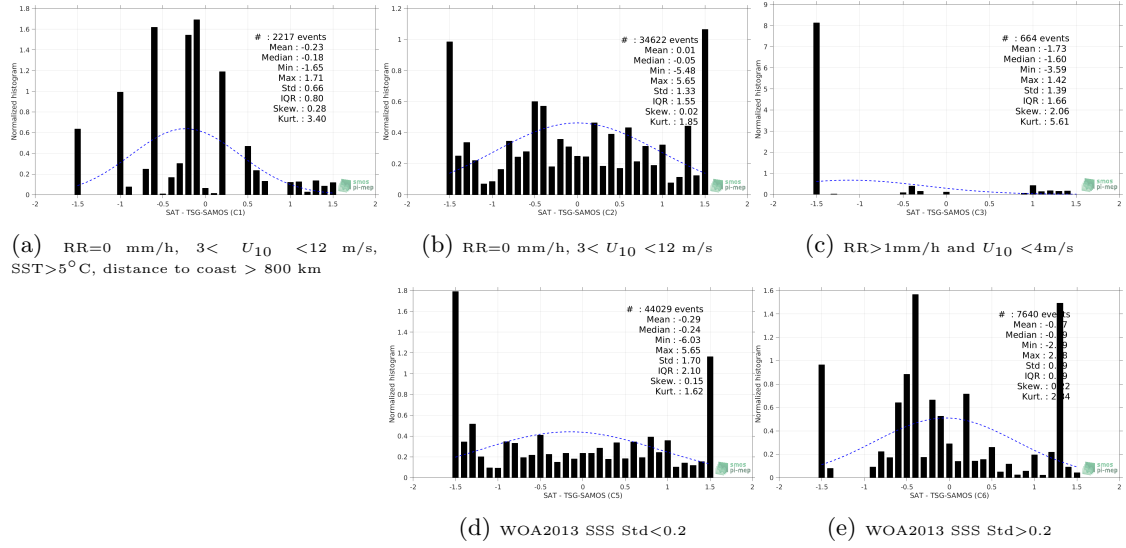 1.8
1.6
1.4
1.2
1
0.8
0.6
0.4
0.2
0
-2 -1.5 -1 -0.5 0 0.5 1 1.5 2
Normalized histogram
SAT - TSG-SAMOS (C1)
# : 2217 events
Mean : -0.23
Median : -0.18
Min : -1.65
Max : 1.71
Std : 0.66
IQR : 0.80
Skew. : 0.28
Kurt. : 3.40
smos
pi-mep
(a) RR=0 mm/h, 3< U10 <12 m/s,
SST>5°C, distance to coast > 800 km
1.2
1
0.8
0.6
0.4
0.2
0
-2 -1.5 -1 -0.5 0 0.5 1 1.5 2
Normalized histogram
SAT - TSG-SAMOS (C2)
# : 34622 events
Mean : 0.01
Median : -0.05
Min : -5.48
Max : 5.65
Std : 1.33
IQR : 1.55
Skew. : 0.02
Kurt. : 1.85
smos
pi-mep
(b) RR=0 mm/h, 3< U10 <12 m/s
9
8
7
6
5
4
3
2
1
0
-2 -1.5 -1 -0.5 0 0.5 1 1.5 2
Normalized histogram
SAT - TSG-SAMOS (C3)
# : 664 events
Mean : -1.73
Median : -1.60
Min : -3.59
Max : 1.42
Std : 1.39
IQR : 1.66
Skew. : 2.06
Kurt. : 5.61
smos
pi-mep
(c) RR>1mm/h and U10 <4m/s
1.8
1.6
1.4
1.2
1
0.8
0.6
0.4
0.2
0
-2 -1.5 -1 -0.5 0 0.5 1 1.5 2
Normalized histogram
SAT - TSG-SAMOS (C5)
# : 44029 events
Mean : -0.29
Median : -0.24
Min : -6.03
Max : 5.65
Std : 1.70
IQR : 2.10
Skew. : 0.15
Kurt. : 1.62
smos
pi-mep
(d) WOA2013 SSS Std<0.2
1.6
1.4
1.2
1
0.8
0.6
0.4
0.2
0
-2 -1.5 -1 -0.5 0 0.5 1 1.5 2
Normalized histogram
SAT - TSG-SAMOS (C6)
# : 7640 events
Mean :
Median :
Min :
Max :
Std :
IQR :
Skew. :
Kurt. :
smos
pi-mep
(e) WOA2013 SSS Std>0.2